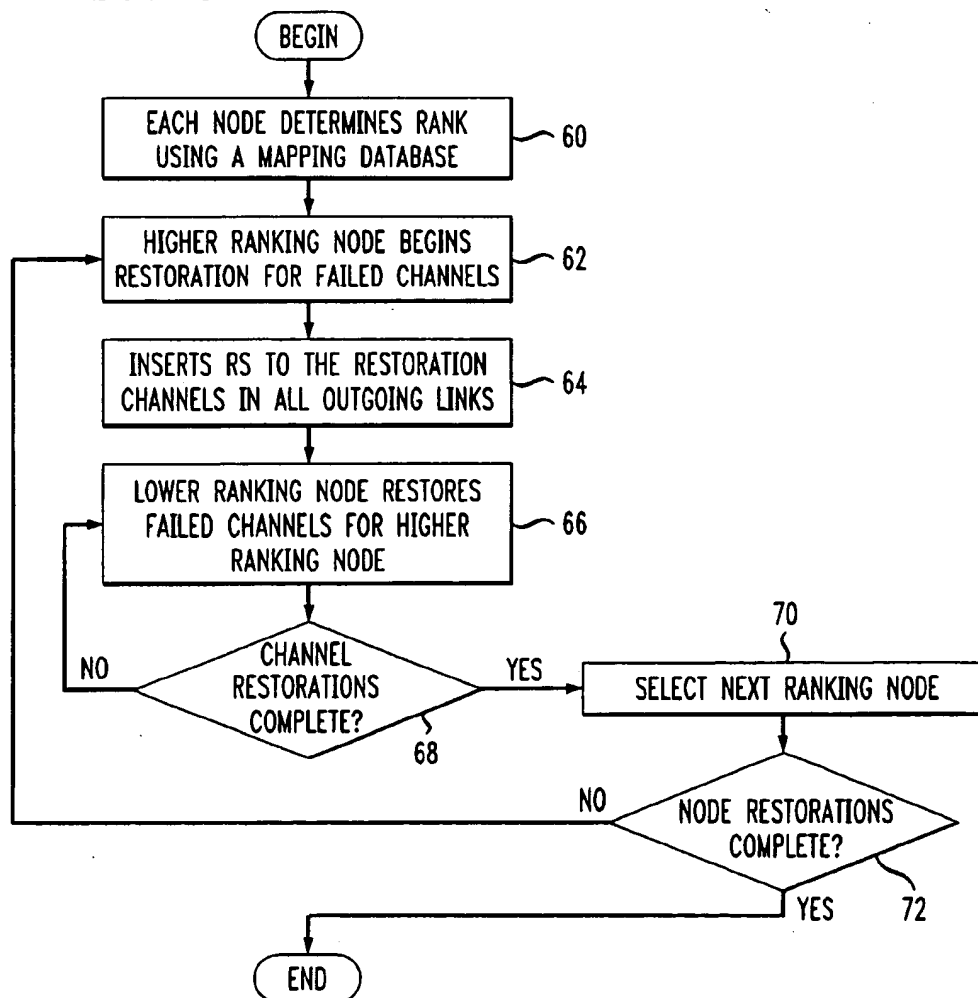 BEGIN
EACH NODE DETERMINES RANK
USING A MAPPING DATABASE
60
HIGHER RANKING NODE BEGINS
RESTORATION FOR FAILED CHANNELS
62
INSERTS RS TO THE RESTORATION
CHANNELS IN ALL OUTGOING LINKS
64
LOWER RANKING NODE RESTORES
FAILED CHANNELS FOR HIGHER
RANKING NODE
66
CHANNEL
RESTORATIONS
COMPLETE?
68
NO
YES
70
SELECT NEXT RANKING NODE
NODE RESTORATIONS
COMPLETE?
72
NO
YES
END